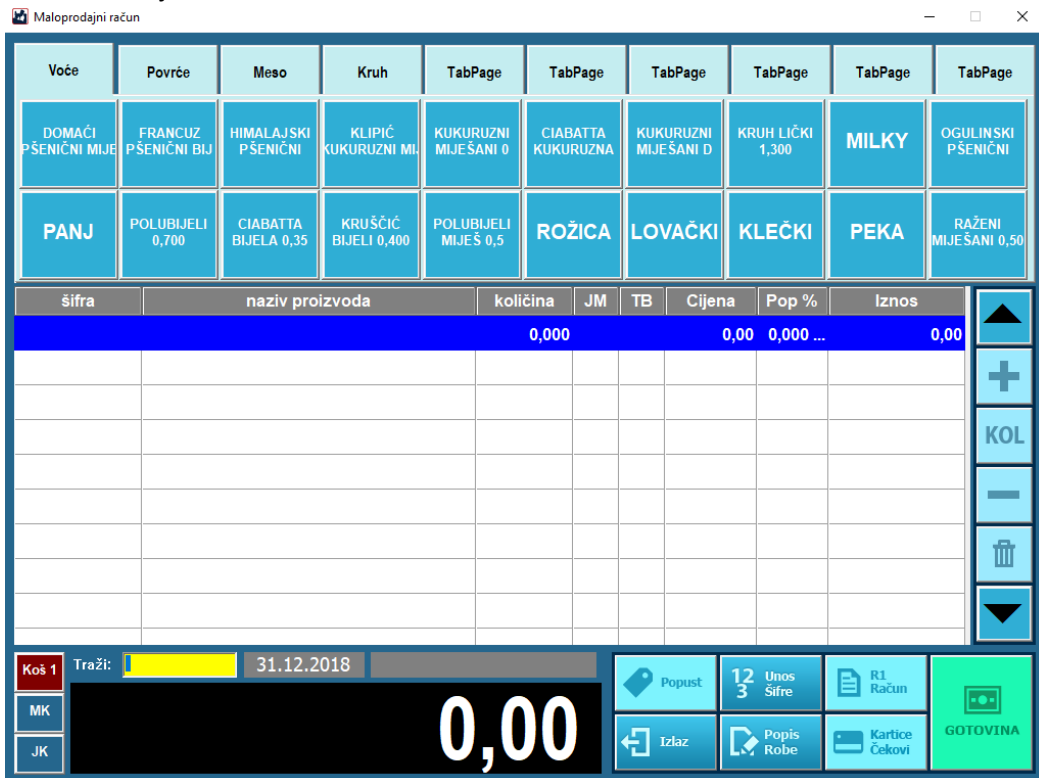 Maloprodajni račun
Voće Povrće Meso Kruh TabPage TabPage TabPage TabPage TabPage TabPage
DOMAĆI PŠENIČNI MIJE
FRANCUZ PŠENIČNI BIJ
HIMALAJSKI PŠENIČNI
KLIPIĆ KUKURUZNI MI
KUKURUZNI MIJEŠANI 0
CIABATTA KUKURUZNA
KUKURUZNI MIJEŠANI D
KRUH LIČKI 1,300
MILKY
OGULINSKI PŠENIČNI
PANJ
POLUBIJELI 0,700
CIABATTA BIJELA 0,35
KRUŠČIĆ BIJELI 0,400
POLUBIJELI MIJEŠ 0,5
ROŽICA
LOVAČKI
KLEČKI
PEKA
RAŽENI MIJEŠANI 0,50
šifra naziv proizvoda količina JM TB Cijena Pop % Iznos
0,000 0,00 0,000 ... 0,00
KOL
Koš 1
Traži: 31.12.2018
MK
JK
0,00
Popust
12 3 Unos Šifre
R1 Račun
Izlaz
Popis Robe
Kartice Čekovi
GOTOVINA